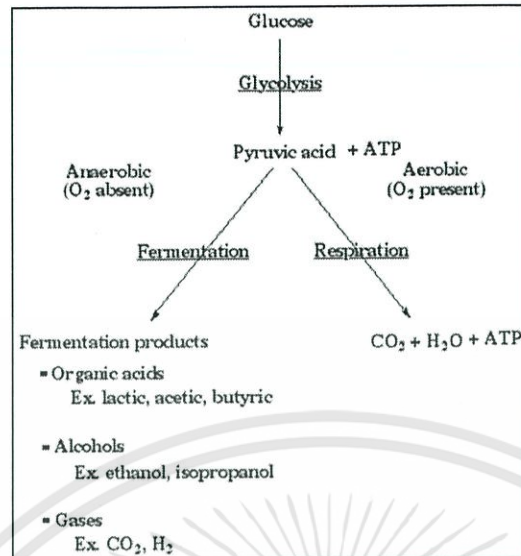 Glucose
Glycolysis
Pyruvic acid + ATP
Anaerobic
(O₂ absent)
Aerobic
(O₂ present)
Fermentation
Respiration
Fermentation products
CO₂ + H₂O + ATP
- Organic acids
Ex. lactic, acetic, butyric
- Alcohols
Ex. ethanol, isopropanol
- Gases
Ex. CO₂, H₂